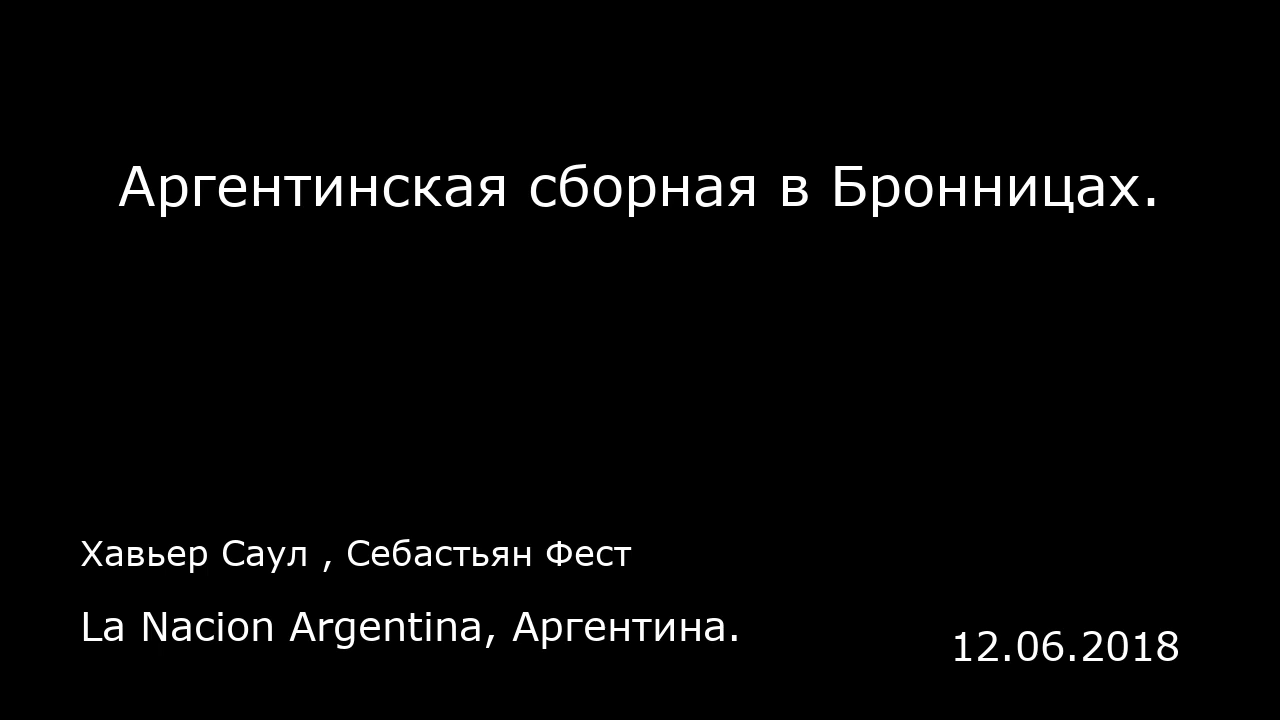 Аргентинская сборная в Бронницах.
Хавьер Саул , Себастьян Фест
La Nacion Argentina, Аргентина.
12.06.2018